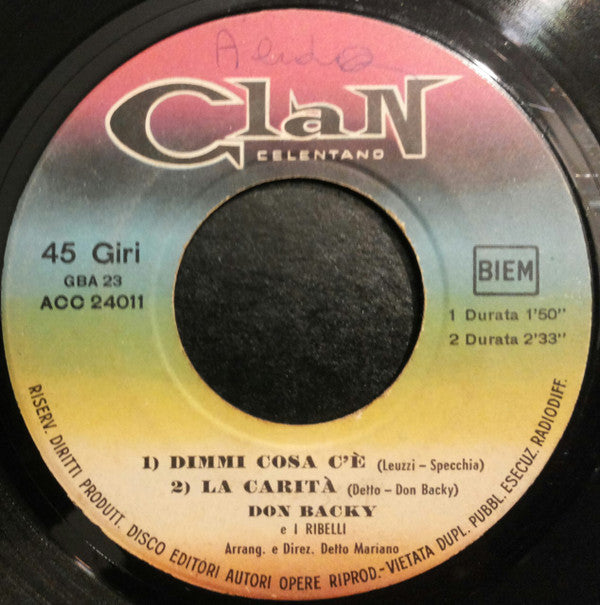 Clan
CELENTANO
45 Giri
GBA 23
ACC 24011
BIEM
1 Durata 1'50"
2 Durata 2'33"
1) DIMMI COSA C'È (Leuzzi - Specchia)
2) LA CARITÀ (Detto - Don Backy)
DON BACKY
e I RIBELLI
Arrang. e Direz. Detto Mariano
RISERV. DIRITTI PRODUTT. DISCO EDITORI AUTORI OPERE RIPROD.-VIETATA DUPL. PUBBL. ESECUZ. RADIODIFF.